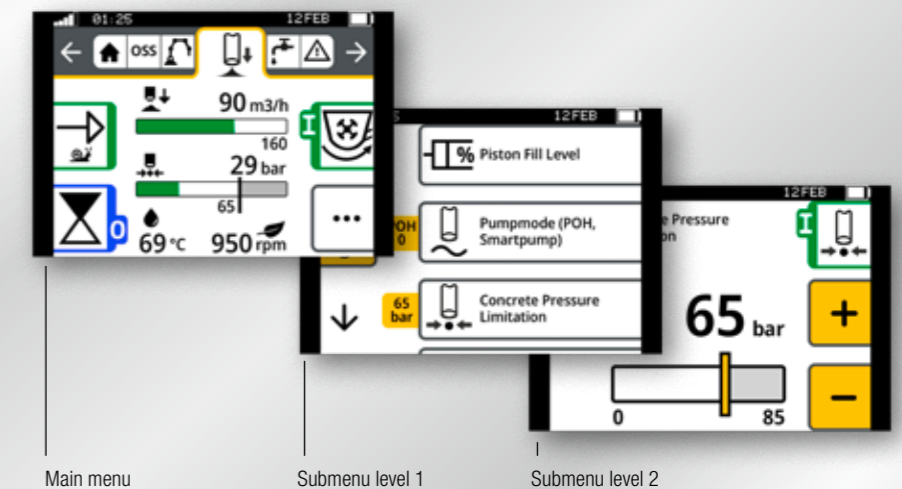 01:25 12FEB
OSS
90 m3/h
160
29 bar
65
69 °C 950 rpm
I
O
...
12FEB
% Piston Fill Level
POH
0
Pumpmode (POH,
Smartpump)
65
bar
Concrete Pressure
Limitation
12FEB
Pressure
I
65 bar
+
−
0 85
Main menu
Submenu level 1
Submenu level 2